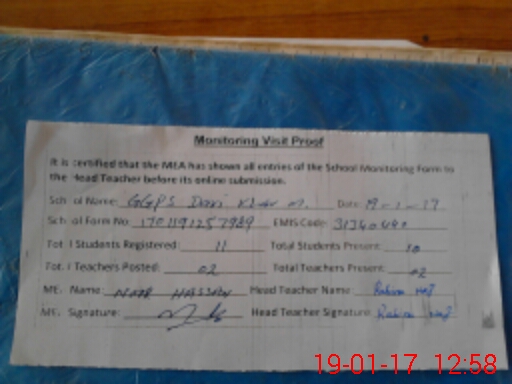 Monitoring Visit Proof
It is certified that the MEA has shown all entries of the School Monitoring Form to
the Head Teacher before its online submission.
School Name: GGPS Date: 19-1-17
School Form No: EMIS Code:
Total Students Registered: 11 Total Students Present: 10
Total Teachers Posted: 02 Total Teachers Present: 02
MEA Name: HASSAN Head Teacher Name: Rabina
MEA Signature: Head Teacher Signature: Rabina
19-01-17 12:58